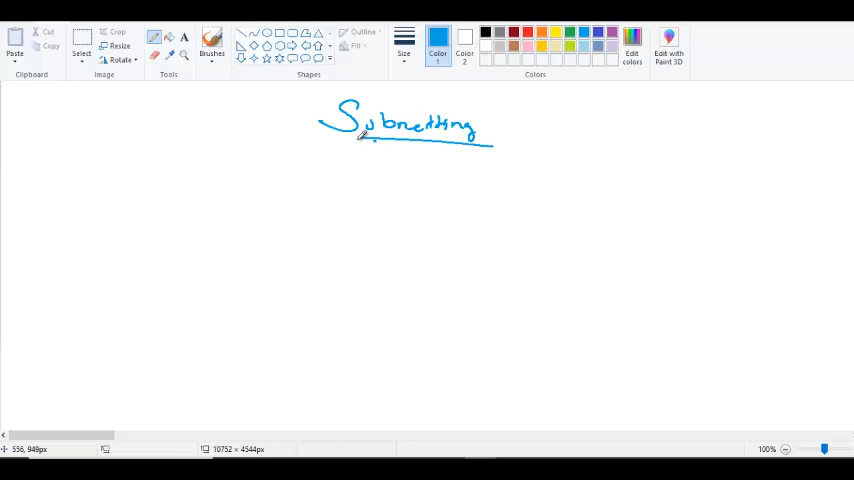 Paste
Clipboard
Cut
Copy
Select
Crop
Resize
Rotate
Image
Tools
Brushes
Shapes
Outline
Fill
Size
Color 1
Color 2
Colors
Edit colors
Edit with Paint 3D
Subnetting
556, 949px
10752 × 4544px
100%